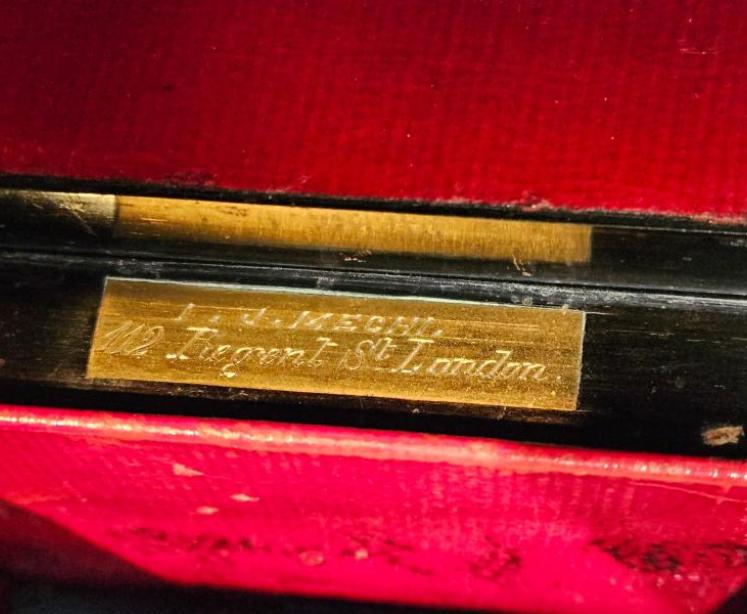 J. MECHI,
112 Regent St London.